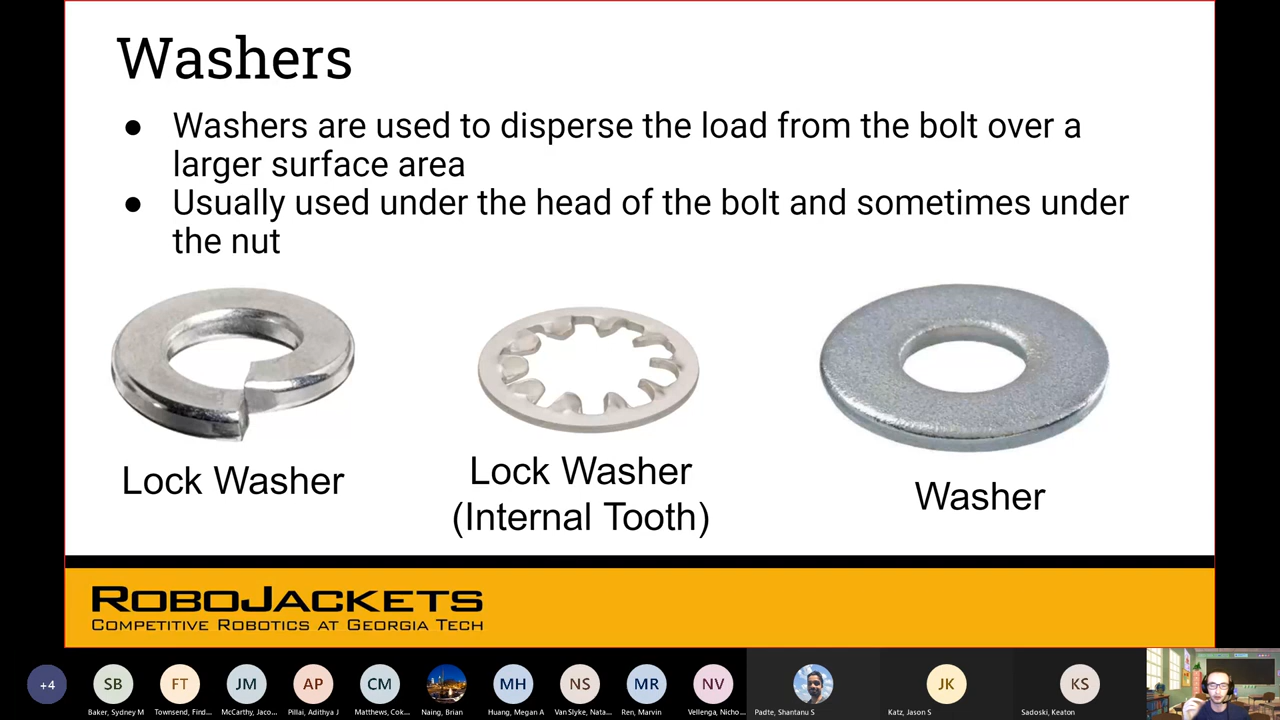 Washers
● Washers are used to disperse the load from the bolt over a
larger surface area
● Usually used under the head of the bolt and sometimes under
the nut
Lock Washer
Lock Washer
(Internal Tooth)
Washer
ROBOJACKETS
COMPETITIVE ROBOTICS AT GEORGIA TECH
+4
SB
FT
JM
AP
CM
MH
NS
MR
NV
JK
KS
Baker, Sydney M
Townsend, Find...
McCarthy, Jaco...
Pillai, Adithya J
Matthews, Cok...
Naing, Brian
Huang, Megan A
Van Slyke, Nata...
Ren, Marvin
Vellenga, Nicho...
Padte, Shantanu S
Katz, Jason S
Sadoski, Keaton